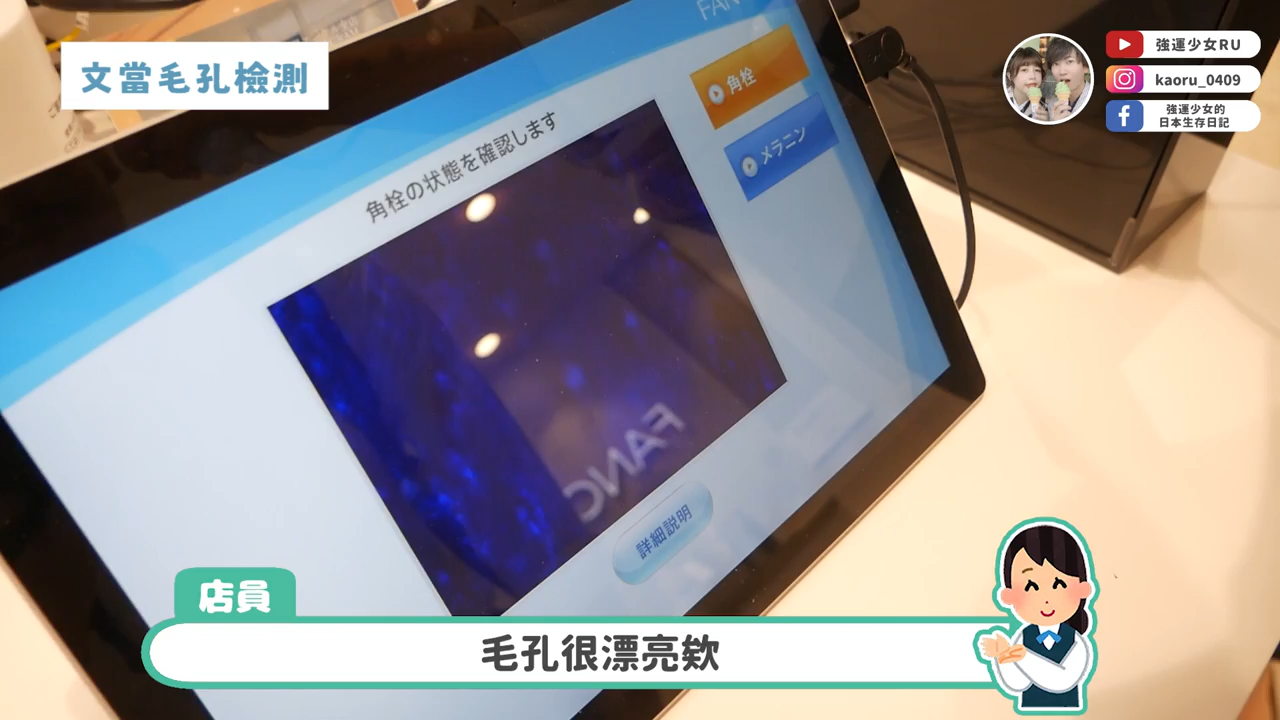 文當毛孔檢測
強運少女RU
kaoru_0409
強運少女的
日本生存日記
FAN
角栓
メラニン
角栓の状態を確認します
FANC
詳細説明
店員
毛孔很漂亮欸